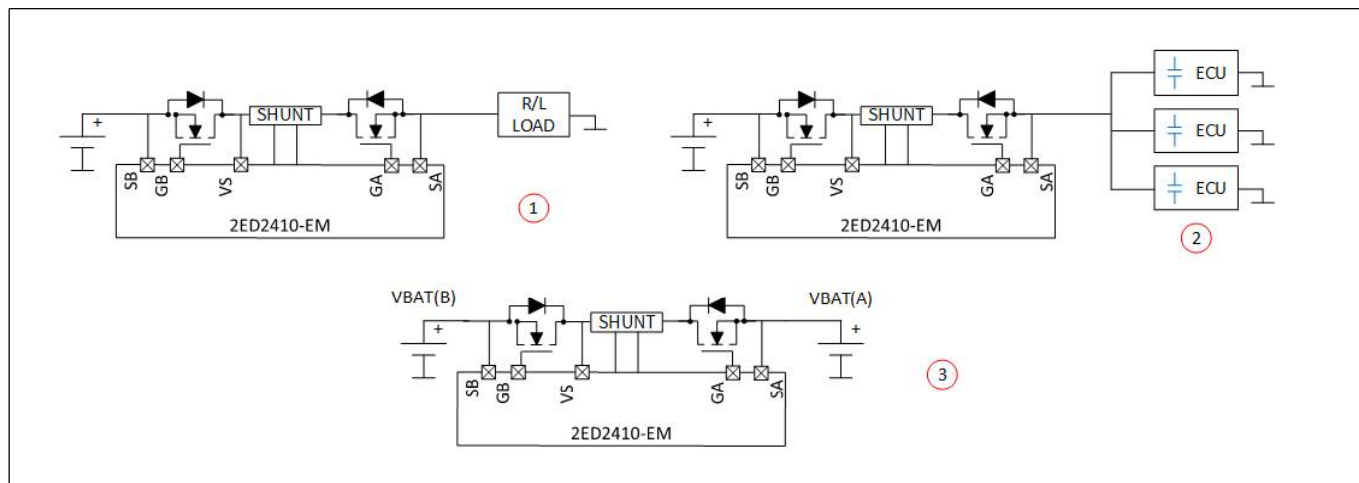 +
SHUNT
R/L
LOAD
SB
GB
VS
GA
SA
2ED2410-EM
1
+
SHUNT
ECU
ECU
ECU
SB
GB
VS
GA
SA
2ED2410-EM
2
VBAT(B)
VBAT(A)
+
SHUNT
+
SB
GB
VS
GA
SA
2ED2410-EM
3